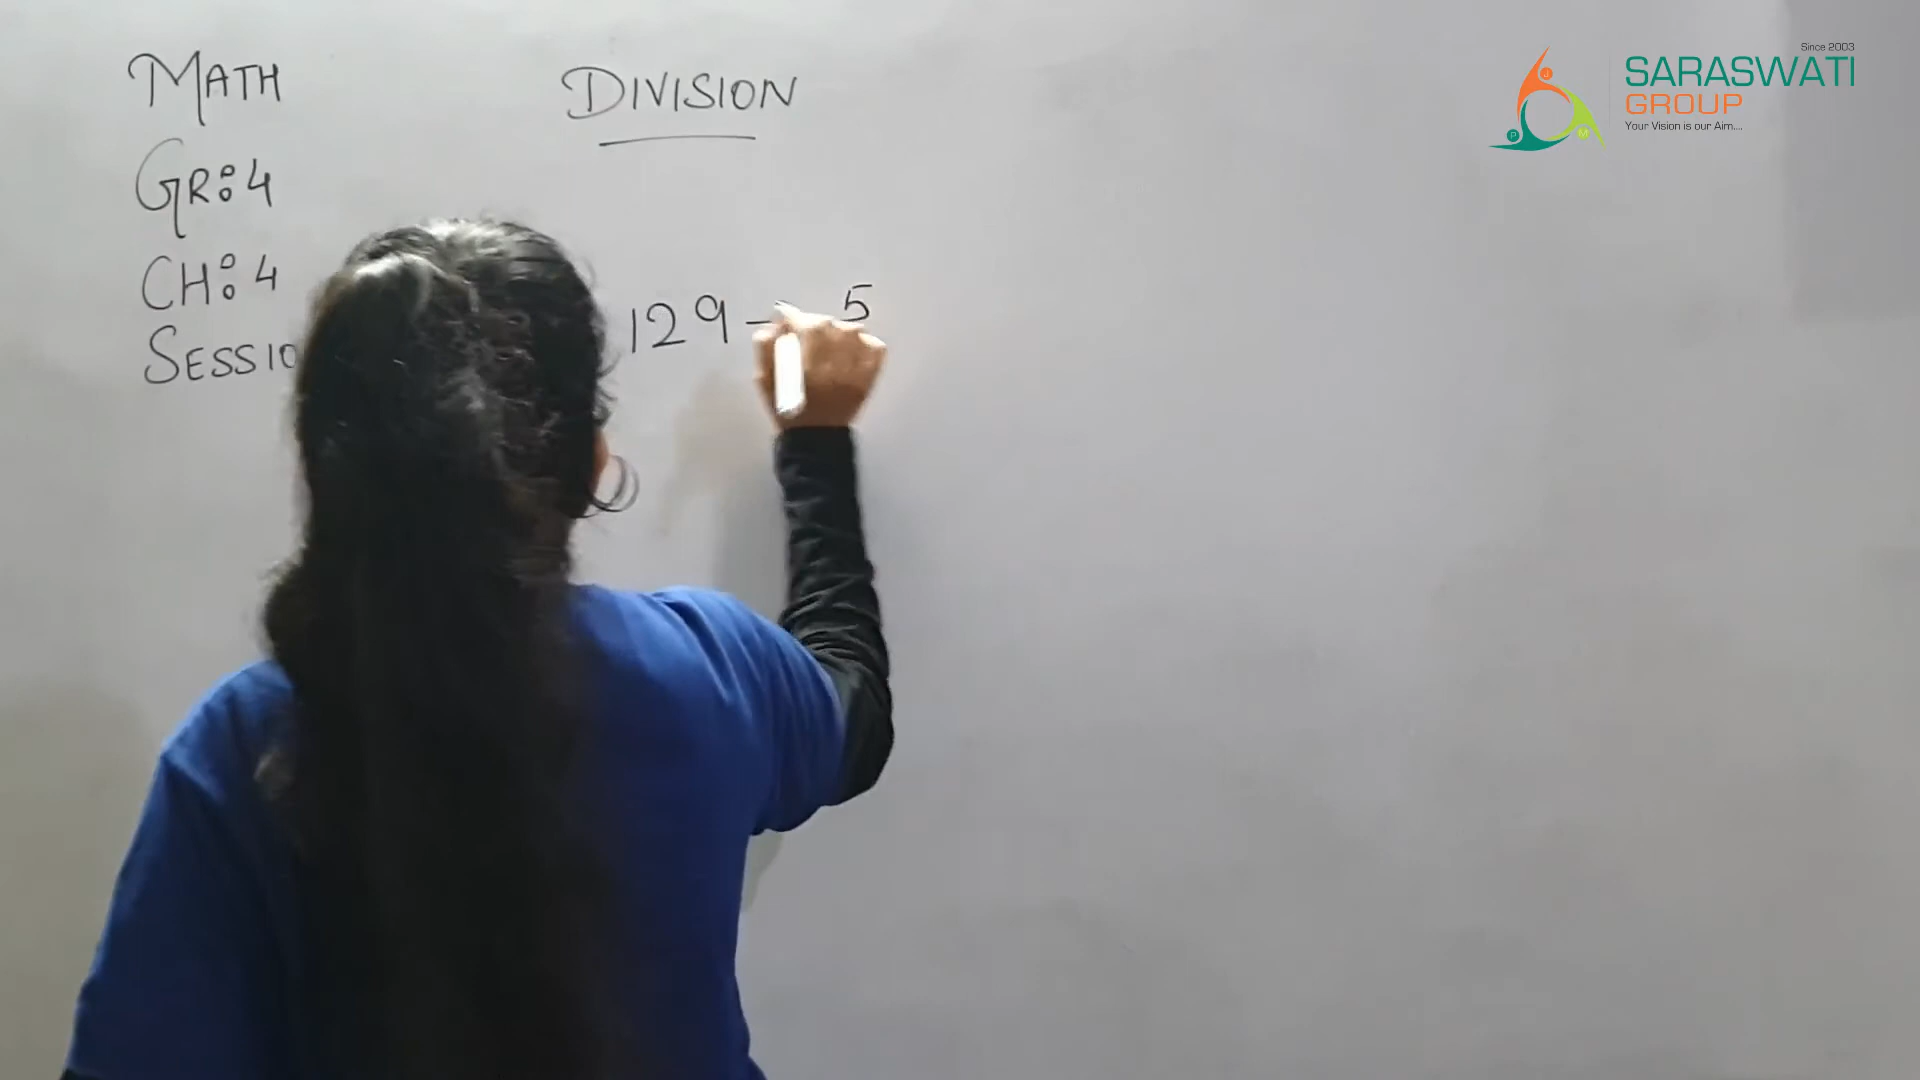 MATH
DIVISION
GR: 4
CH: 4
SESSIO
129 - 5
Since 2003
SARASWATI
GROUP
Your Vision is our Aim....
J
P
M